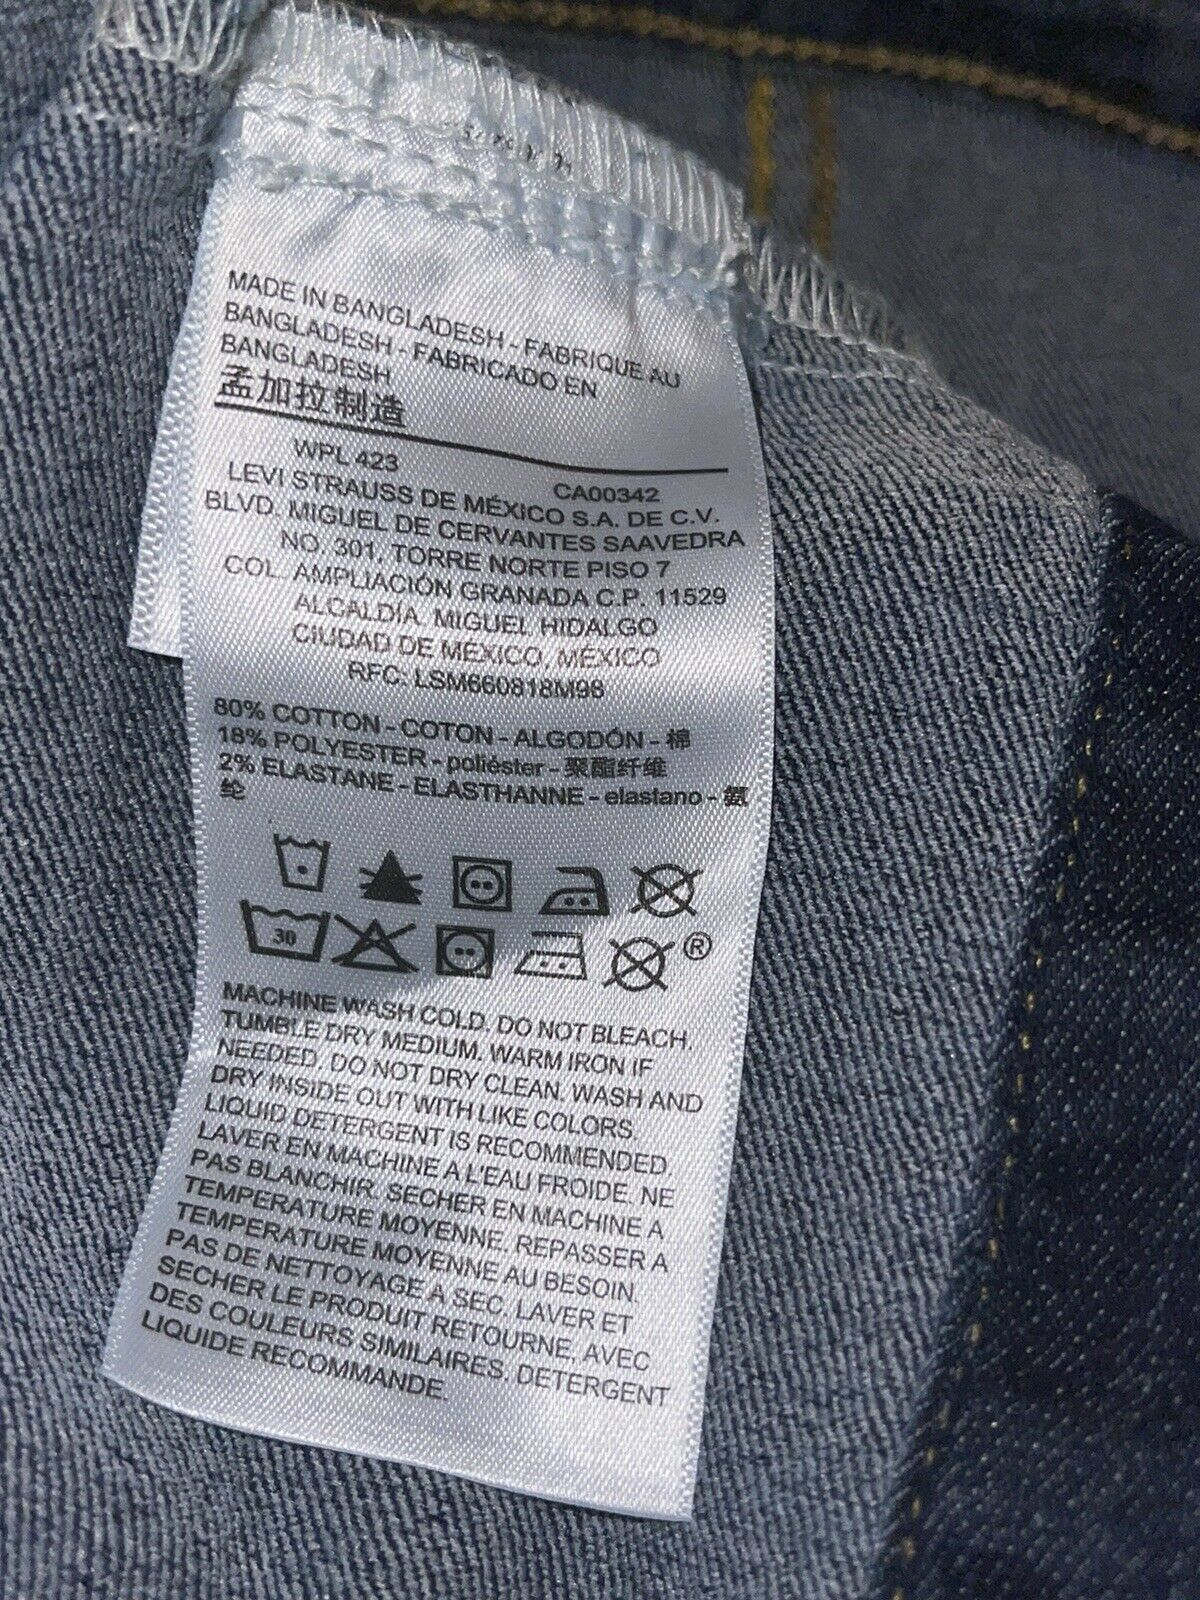 MADE IN BANGLADESH - FABRIQUE AU
BANGLADESH - FABRICADO EN
BANGLADESH
孟加拉制造
WPL 423
CA00342
LEVI STRAUSS DE MÉXICO S.A. DE C.V.
BLVD. MIGUEL DE CERVANTES SAAVEDRA
NO. 301, TORRE NORTE PISO 7
COL. AMPLIACIÓN GRANADA C.P. 11529
ALCALDÍA. MIGUEL HIDALGO
CIUDAD DE MÉXICO, MÉXICO
RFC: LSM660818M98
80% COTTON - COTON - ALGODÓN - 棉
18% POLYESTER - poliéster - 聚酯纤维
2% ELASTANE - ELASTHANNE - elastano - 氨
纶
30
®
MACHINE WASH COLD. DO NOT BLEACH.
TUMBLE DRY MEDIUM. WARM IRON IF
NEEDED. DO NOT DRY CLEAN. WASH AND
DRY INSIDE OUT WITH LIKE COLORS.
LIQUID DETERGENT IS RECOMMENDED
LAVER EN MACHINE A L'EAU FROIDE. NE
PAS BLANCHIR. SECHER EN MACHINE A
TEMPERATURE MOYENNE. REPASSER A
TEMPERATURE MOYENNE AU BESOIN.
PAS DE NETTOYAGE A SEC. LAVER ET
SECHER LE PRODUIT RETOURNE, AVEC
DES COULEURS SIMILAIRES. DETERGENT
LIQUIDE RECOMMANDE.